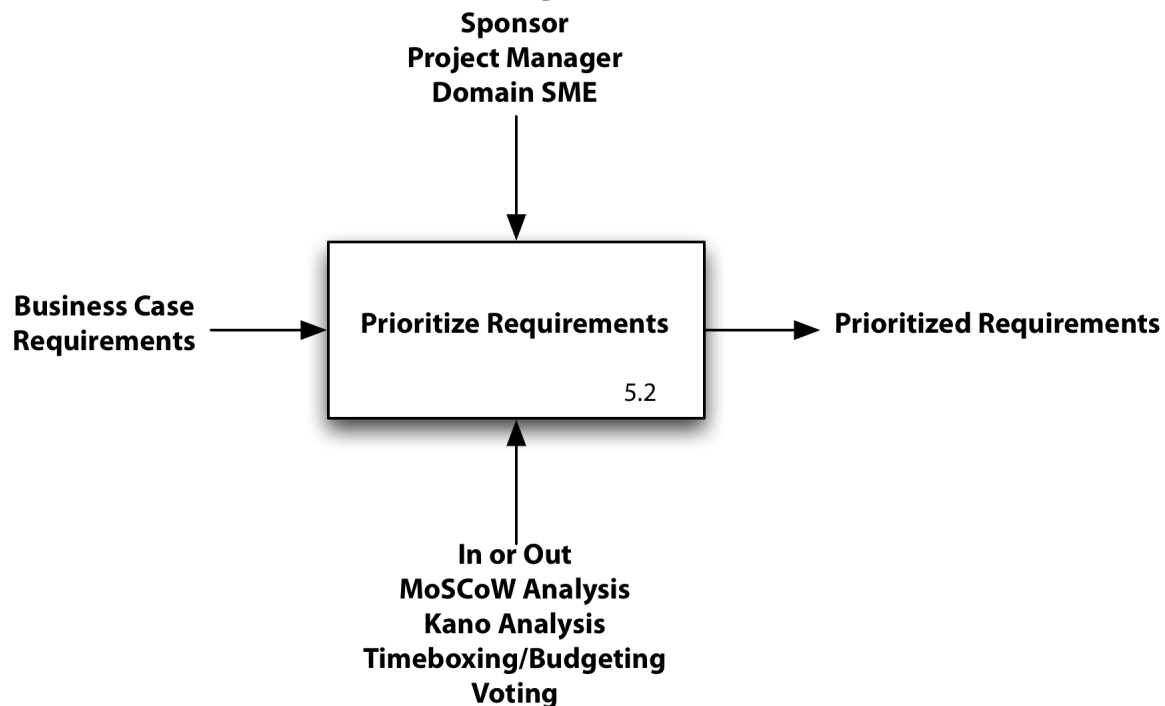 Sponsor
Project Manager
Domain SME
Business Case
Requirements
Prioritize Requirements
5.2
Prioritized Requirements
In or Out
MoSCoW Analysis
Kano Analysis
Timeboxing/Budgeting
Voting